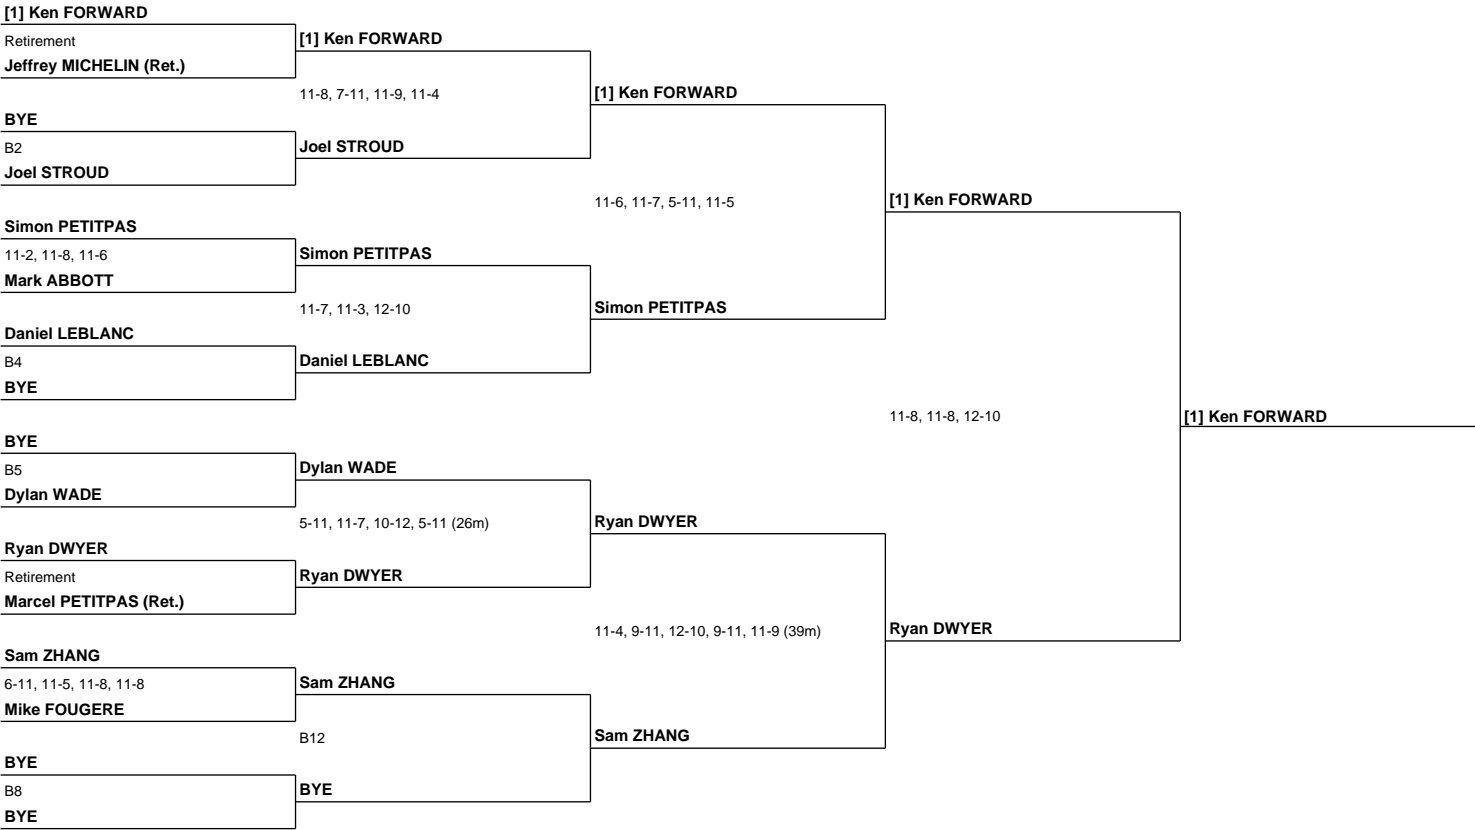 [1] Ken FORWARD
Retirement
Jeffrey MICHELIN (Ret.)
BYE
B2
Joel STROUD
Simon PETITPAS
11-2, 11-8, 11-6
Mark ABBOTT
Daniel LEBLANC
B4
BYE
BYE
B5
Dylan WADE
Ryan DWYER
Retirement
Marcel PETITPAS (Ret.)
Sam ZHANG
6-11, 11-5, 11-8, 11-8
Mike FOUGERE
BYE
B8
BYE
[1] Ken FORWARD
11-8, 7-11, 11-9, 11-4
Joel STROUD
Simon PETITPAS
11-7, 11-3, 12-10
Daniel LEBLANC
Dylan WADE
5-11, 11-7, 10-12, 5-11 (26m)
Ryan DWYER
Sam ZHANG
B12
BYE
[1] Ken FORWARD
11-6, 11-7, 5-11, 11-5
Simon PETITPAS
Ryan DWYER
11-4, 9-11, 12-10, 9-11, 11-9 (39m)
Sam ZHANG
[1] Ken FORWARD
11-8, 11-8, 12-10
Ryan DWYER
[1] Ken FORWARD